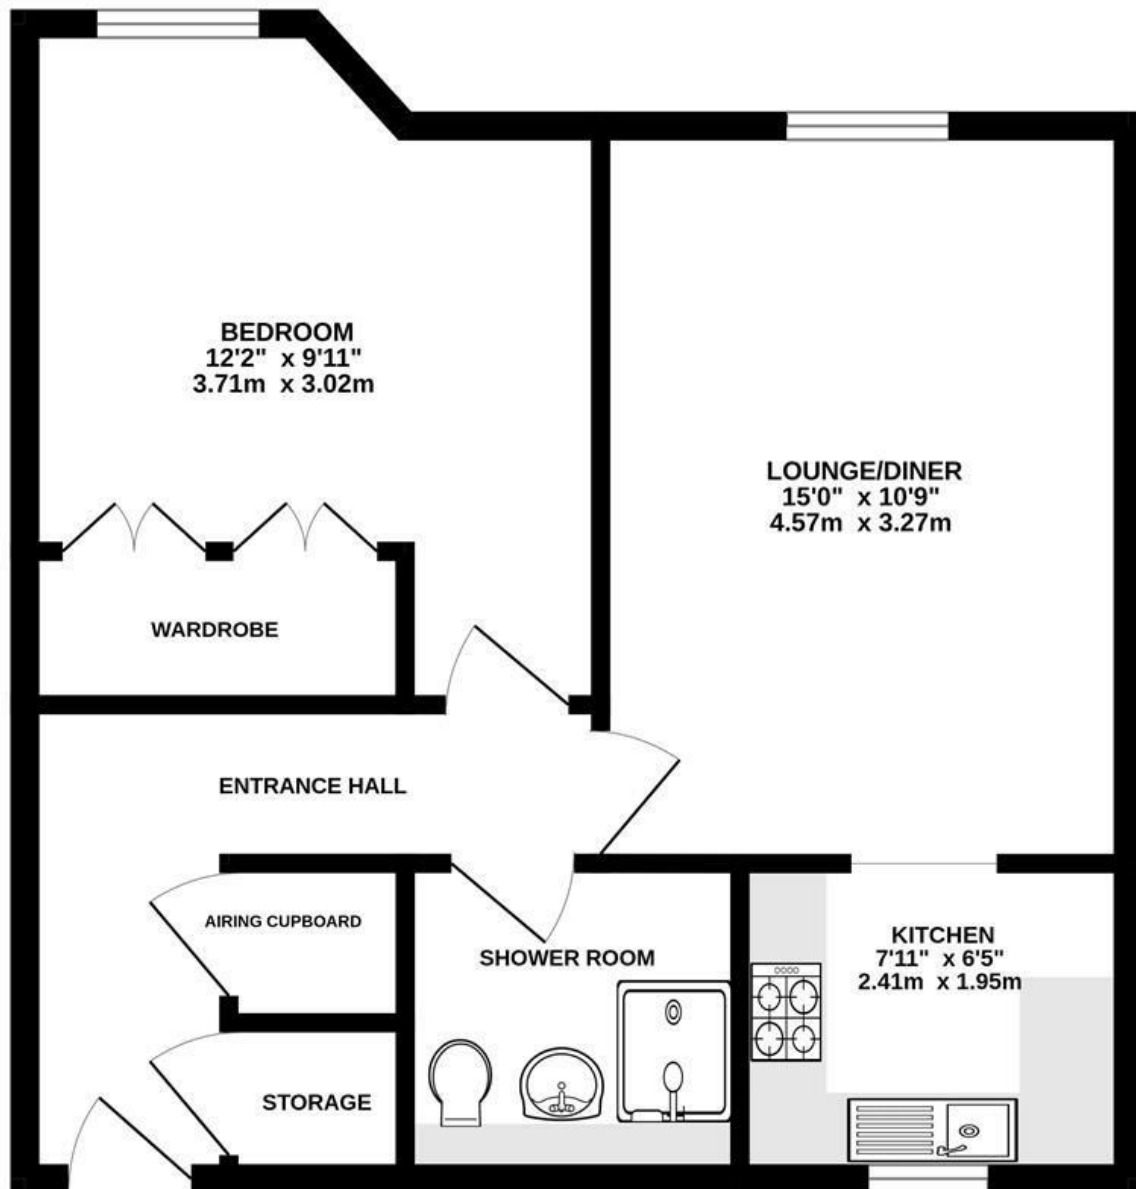 BEDROOM
12'2" x 9'11"
3.71m x 3.02m
LOUNGE/DINER
15'0" x 10'9"
4.57m x 3.27m
WARDROBE
ENTRANCE HALL
AIRING CUPBOARD
SHOWER ROOM
KITCHEN
7'11" x 6'5"
2.41m x 1.95m
STORAGE